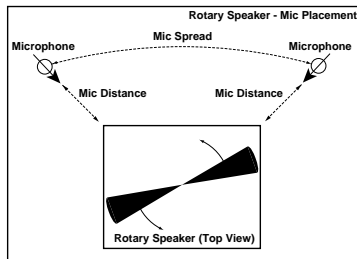 Rotary Speaker - Mic Placement
Microphone
Mic Spread
Microphone
Mic Distance
Mic Distance
Rotary Speaker (Top View)